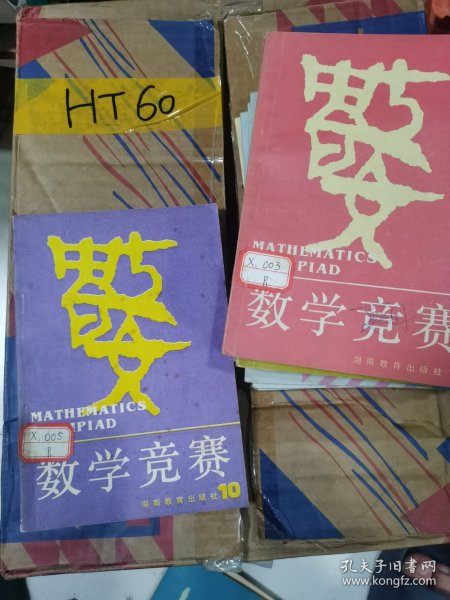 HT60
MATHEMATICS
PIAD
X.003
数学竞赛
湖南教育出版社
MATHEMATICS
PIAD
X.005
数学竞赛
湖南教育出版社 10
孔夫子旧书网
www.kongfz.com